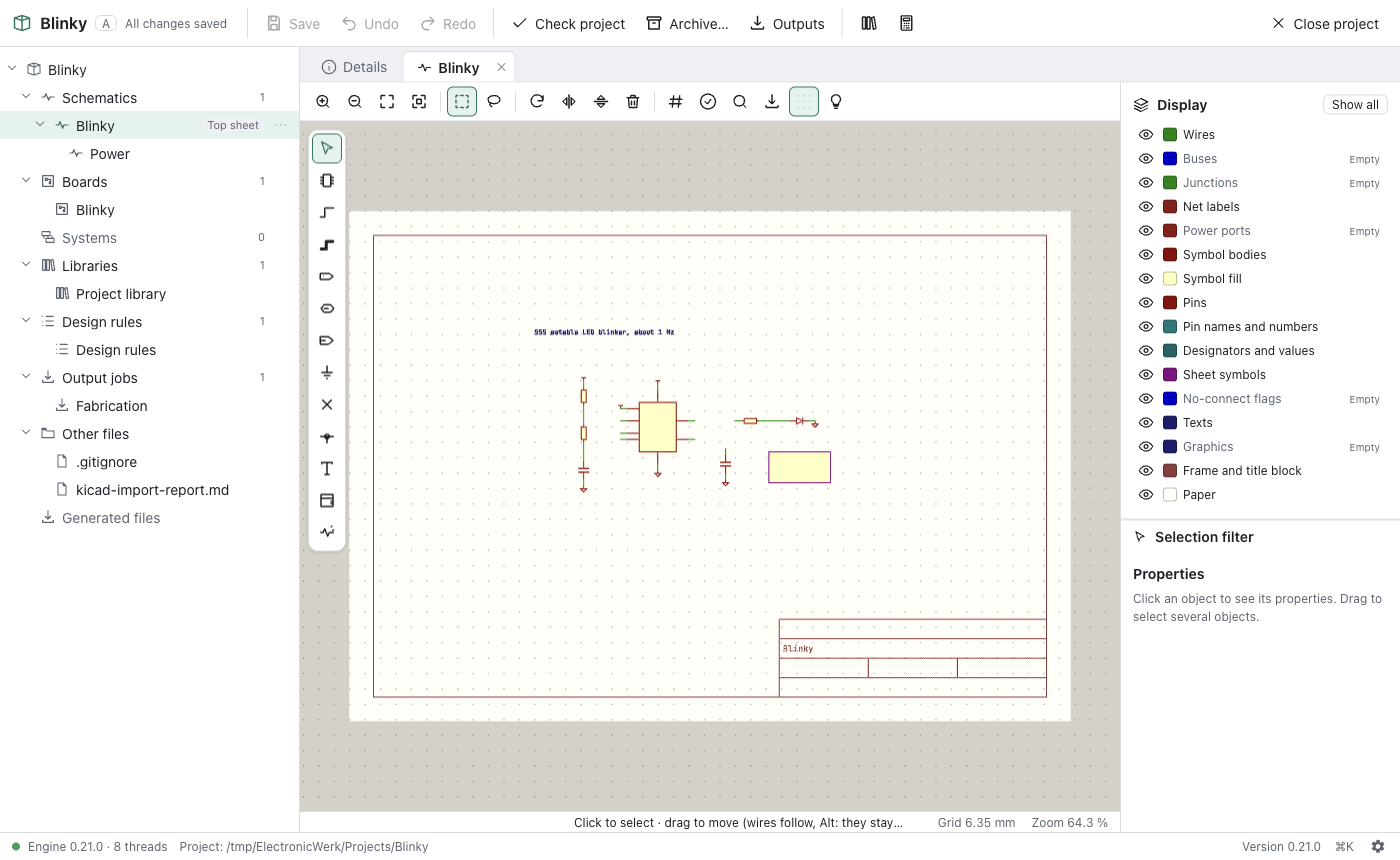 Blinky A All changes saved Save Undo Redo Check project Archive... Outputs Close project
Blinky
Schematics 1
Blinky Top sheet ···
Power
Boards 1
Blinky
Systems 0
Libraries 1
Project library
Design rules 1
Design rules
Output jobs 1
Fabrication
Other files
.gitignore
kicad-import-report.md
Generated files
Details Blinky
555 astable LED blinker, about 1 Hz
Blinky
Click to select · drag to move (wires follow, Alt: they stay... Grid 6.35 mm Zoom 64.3 %
Display Show all
Wires
Buses Empty
Junctions Empty
Net labels
Power ports Empty
Symbol bodies
Symbol fill
Pins
Pin names and numbers
Designators and values
Sheet symbols
No-connect flags Empty
Texts
Graphics Empty
Frame and title block
Paper
Selection filter
Properties
Click an object to see its properties. Drag to
select several objects.
Engine 0.21.0 · 8 threads Project: /tmp/ElectronicWerk/Projects/Blinky Version 0.21.0 ⌘K